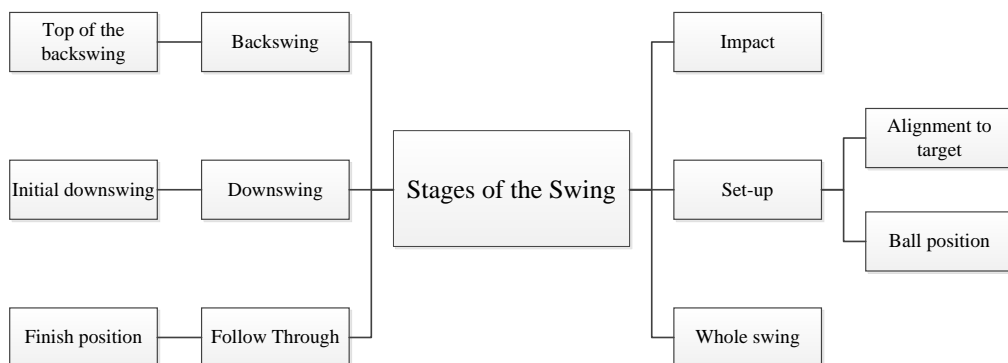 Top of the
backswing
Backswing
Impact
Alignment to
target
Initial downswing
Downswing
Stages of the Swing
Set-up
Ball position
Finish position
Follow Through
Whole swing